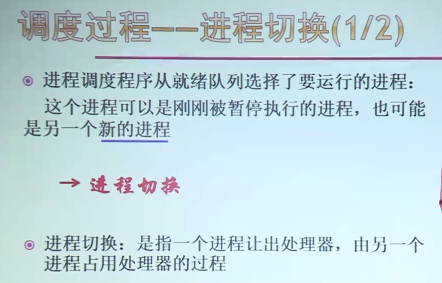 调度过程——进程切换(1/2)
进程调度程序从就绪队列选择了要运行的进程：
这个进程可以是刚刚被暂停执行的进程，也可能
是另一个新的进程
→ 进程切换
进程切换：是指一个进程让出处理器，由另一个
进程占用处理器的过程